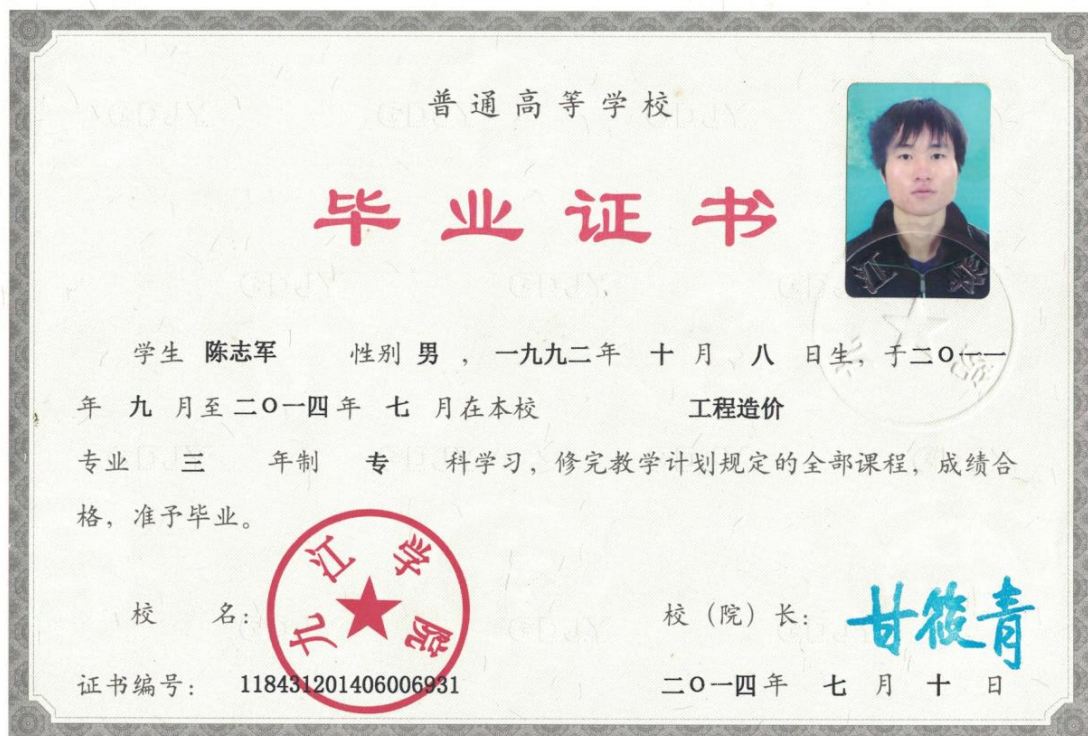 普通高等学校
毕业证书
学生 陈志军 性别 男 ，一九九二年 十 月 八 日生，于二〇一一
年 九 月至二〇一四年 七 月在本校 工程造价
专业 三 年制 专 科学习，修完教学计划规定的全部课程，成绩合
格，准予毕业。
九江学院
校 名：
校（院）长： 甘筱青
证书编号： 118431201406006931
二〇一四年 七 月 十 日